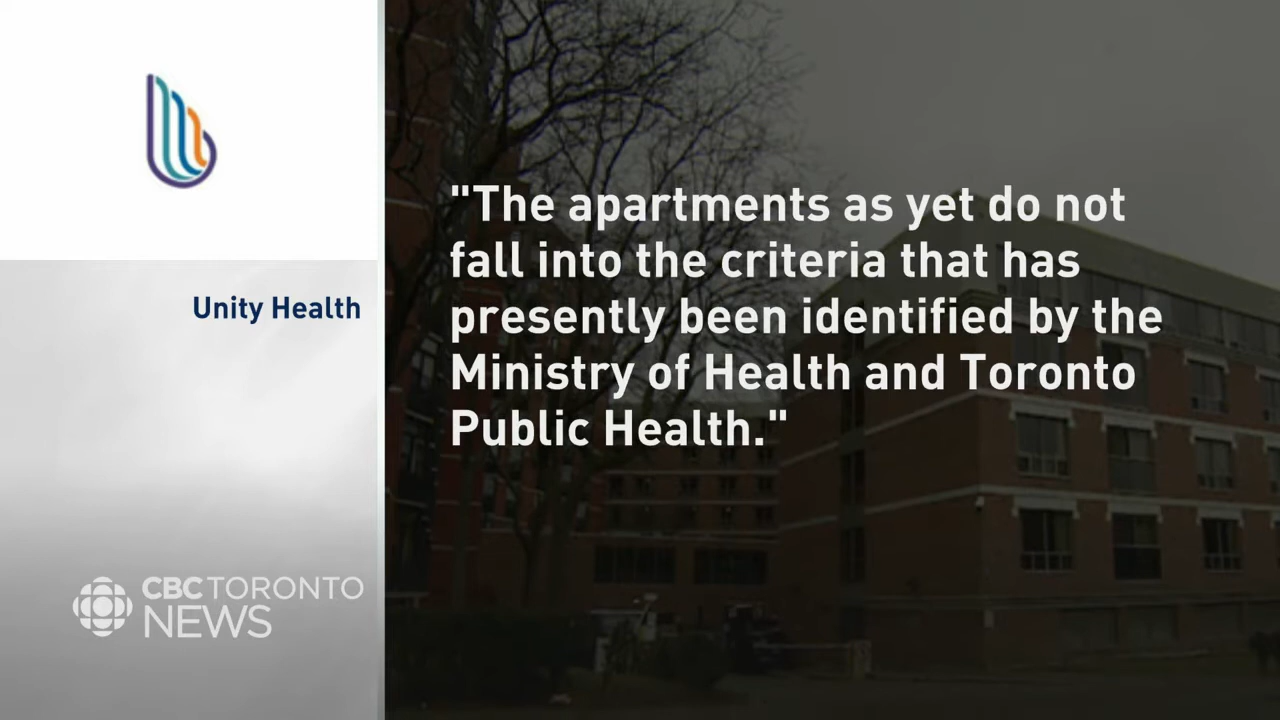 Unity Health
"The apartments as yet do not
fall into the criteria that has
presently been identified by the
Ministry of Health and Toronto
Public Health."
CBC TORONTO
NEWS